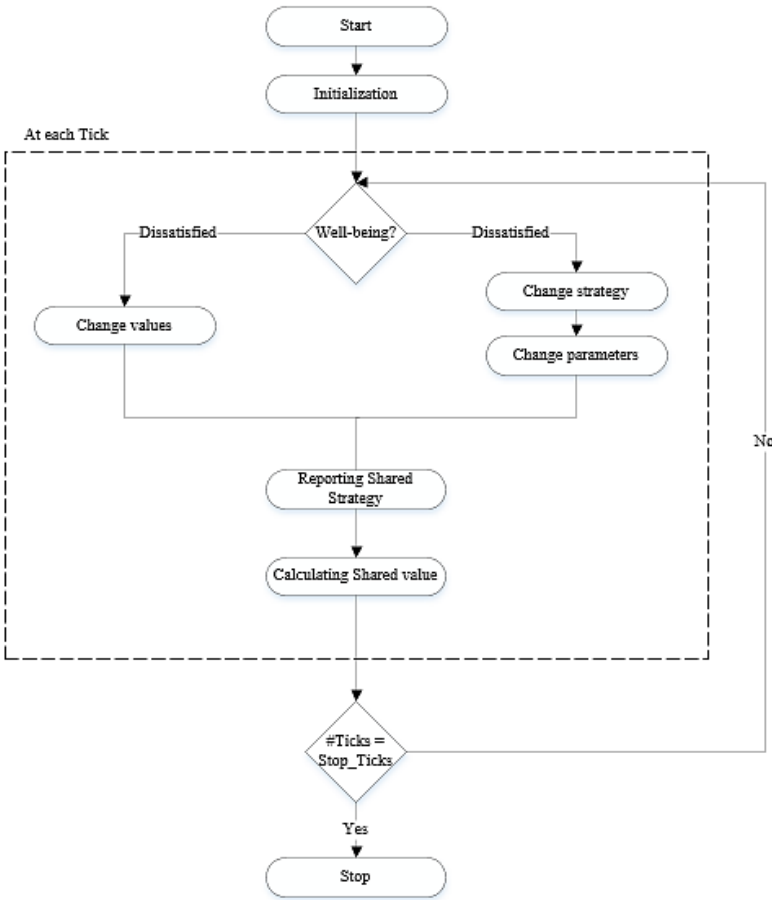 Start
Initialization
At each Tick
Well-being?
Dissatisfied
Dissatisfied
Change strategy
Change values
Change parameters
No
Reporting Shared
Strategy
Calculating Shared value
#Ticks =
Stop_Ticks
Yes
Stop